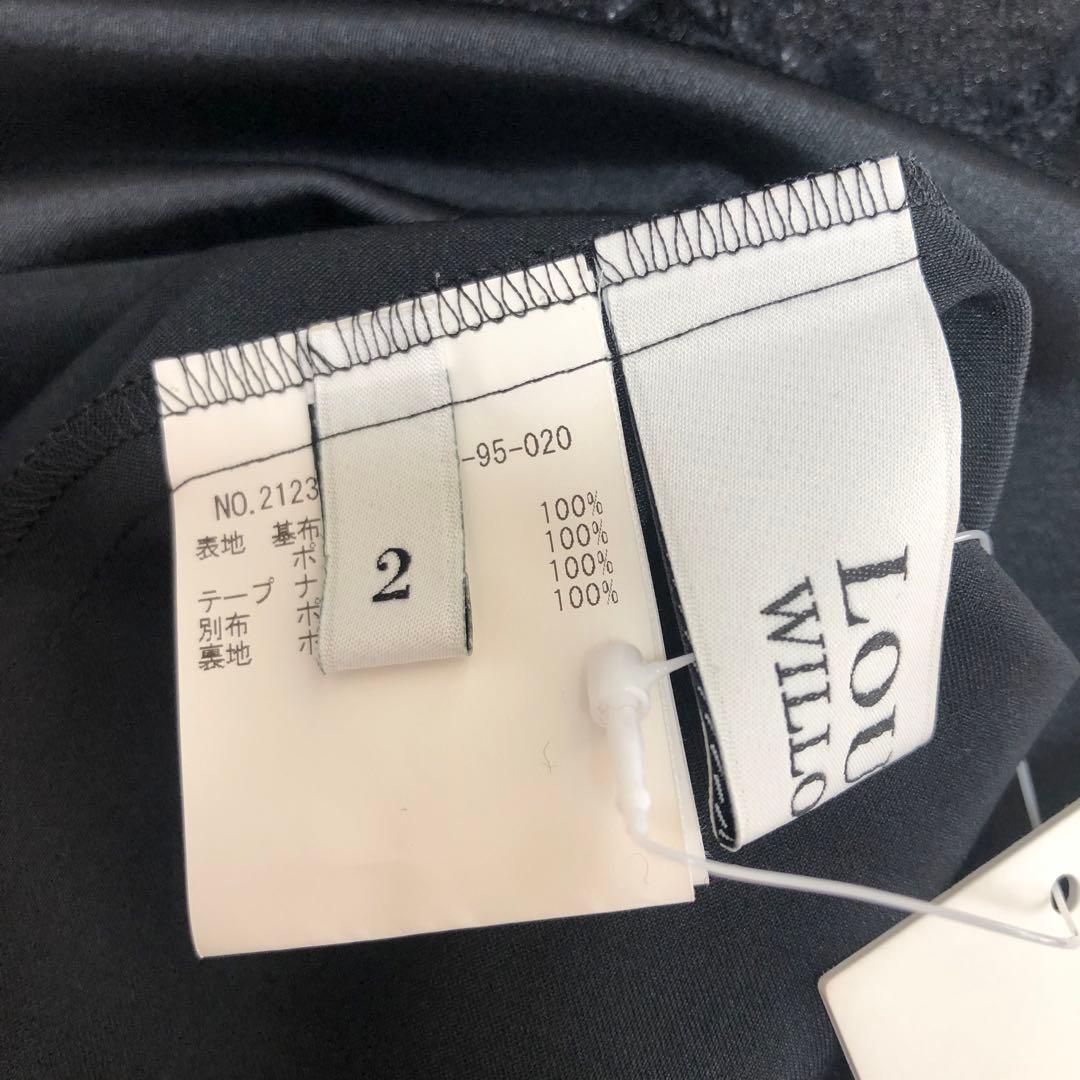 NO.2123
-95-020
表地 基布
ポ 100%
テープ ナ 100%
別布 ポ 100%
裏地 ポ 100%
2
LOU
WILLO